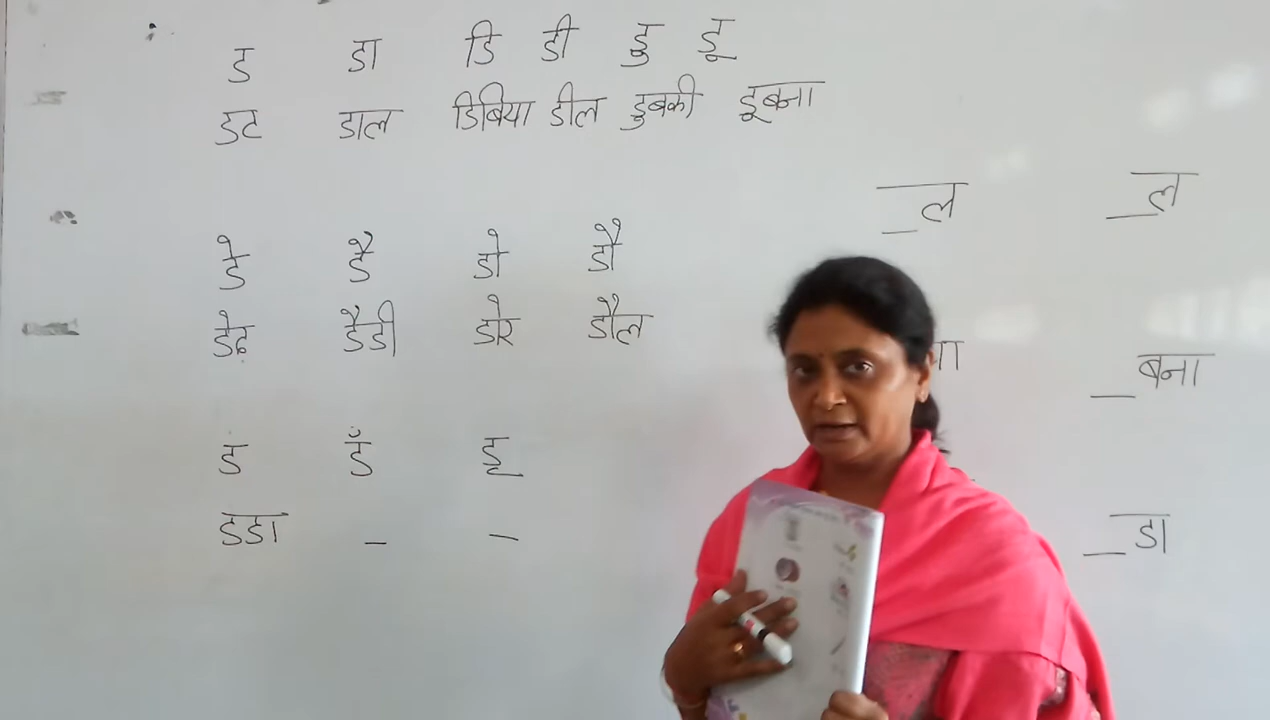 ड डा डि डी डु डू
डट डाल डिबिया डील डुबकी डूबना
डे डै डो डौ
डेढ़ डैडी डोर डौल
डं डँ डृ
डंडा _ _
_ल _ल
या _बना
_डा